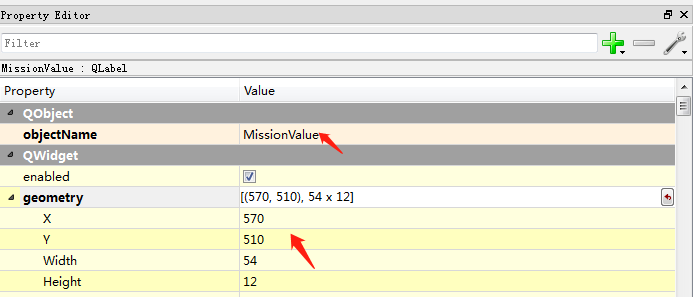 Property Editor
Filter
MissionValue : QLabel
Property Value
QObject
objectName MissionValue
QWidget
enabled
geometry [(570, 510), 54 x 12]
X 570
Y 510
Width 54
Height 12